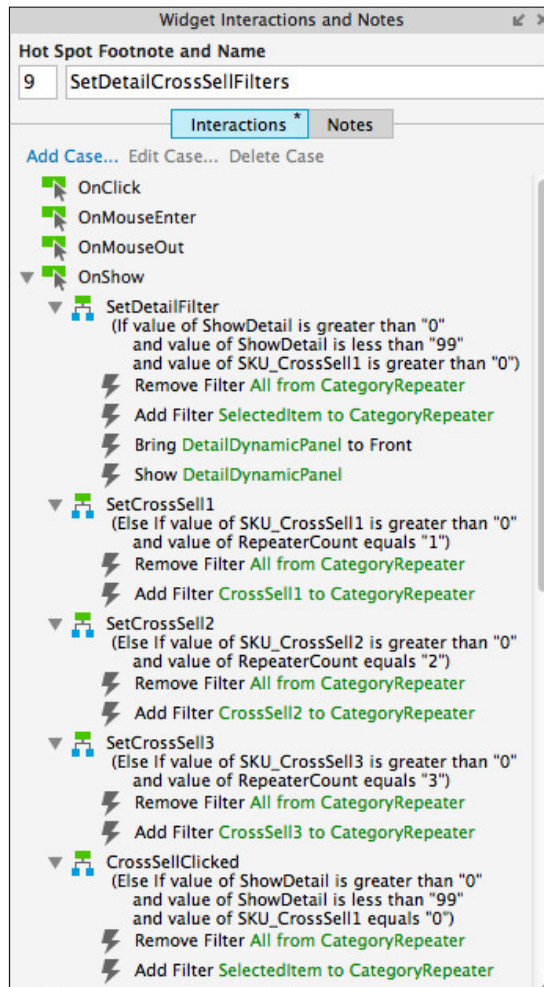 Widget Interactions and Notes
Hot Spot Footnote and Name
9 SetDetailCrossSellFilters
Interactions * Notes
Add Case... Edit Case... Delete Case
OnClick
OnMouseEnter
OnMouseOut
OnShow
SetDetailFilter
(If value of ShowDetail is greater than "0"
and value of ShowDetail is less than "99"
and value of SKU_CrossSell1 is greater than "0")
Remove Filter All from CategoryRepeater
Add Filter SelectedItem to CategoryRepeater
Bring DetailDynamicPanel to Front
Show DetailDynamicPanel
SetCrossSell1
(Else If value of SKU_CrossSell1 is greater than "0"
and value of RepeaterCount equals "1")
Remove Filter All from CategoryRepeater
Add Filter CrossSell1 to CategoryRepeater
SetCrossSell2
(Else If value of SKU_CrossSell2 is greater than "0"
and value of RepeaterCount equals "2")
Remove Filter All from CategoryRepeater
Add Filter CrossSell2 to CategoryRepeater
SetCrossSell3
(Else If value of SKU_CrossSell3 is greater than "0"
and value of RepeaterCount equals "3")
Remove Filter All from CategoryRepeater
Add Filter CrossSell3 to CategoryRepeater
CrossSellClicked
(Else If value of ShowDetail is greater than "0"
and value of ShowDetail is less than "99"
and value of SKU_CrossSell1 equals "0")
Remove Filter All from CategoryRepeater
Add Filter SelectedItem to CategoryRepeater